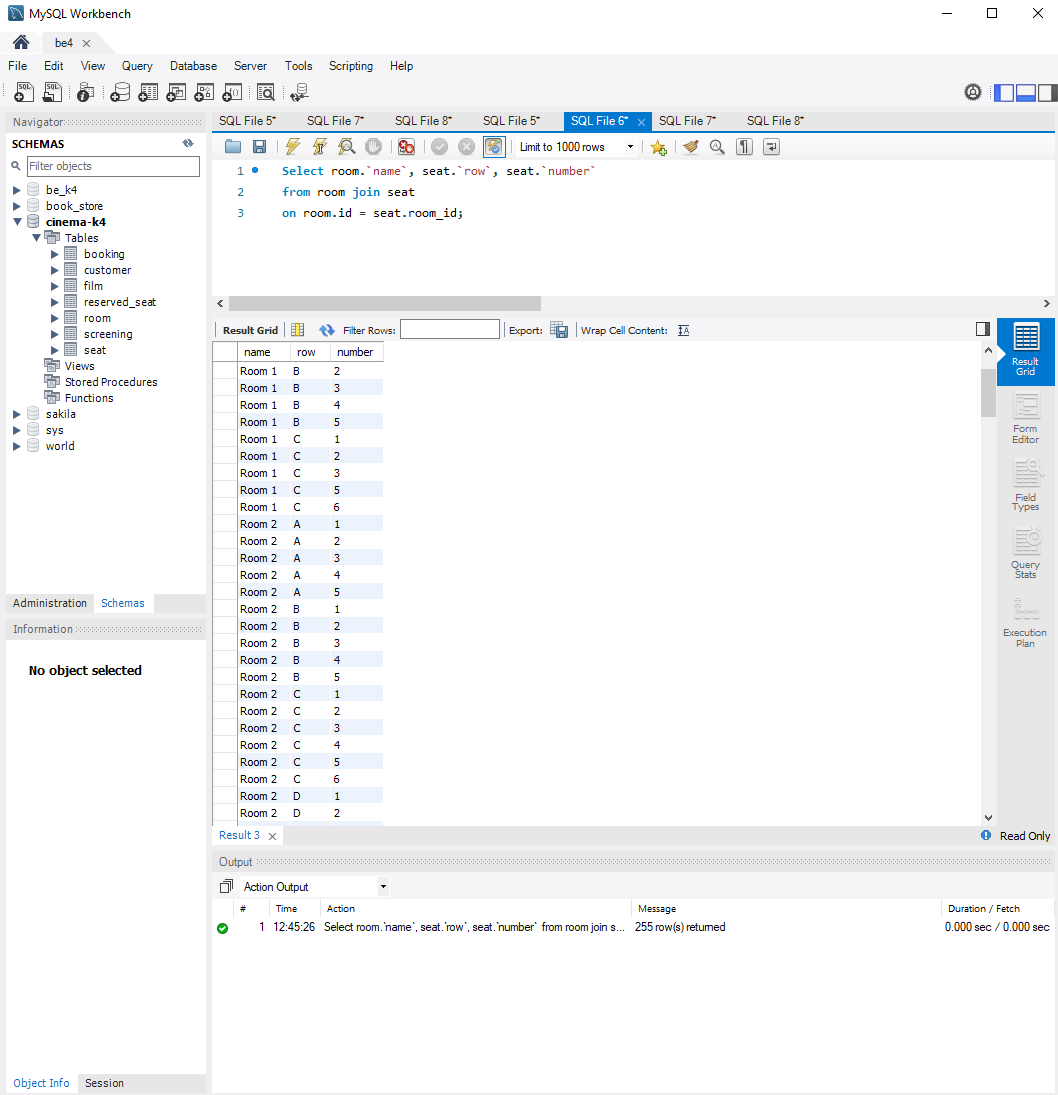 MySQL Workbench
be4
File Edit View Query Database Server Tools Scripting Help
Navigator
SCHEMAS
Filter objects
be_k4
book_store
cinema-k4
Tables
booking
customer
film
reserved_seat
room
screening
seat
Views
Stored Procedures
Functions
sakila
sys
world
Administration Schemas
Information
No object selected
Object Info Session
SQL File 5* SQL File 7* SQL File 8* SQL File 5* SQL File 6* SQL File 7* SQL File 8*
Limit to 1000 rows
1 Select room.`name`, seat.`row`, seat.`number`
2 from room join seat
3 on room.id = seat.room_id;
Result Grid Filter Rows: Export: Wrap Cell Content:
name row number
Room 1 B 2
Room 1 B 3
Room 1 B 4
Room 1 B 5
Room 1 C 1
Room 1 C 2
Room 1 C 3
Room 1 C 5
Room 1 C 6
Room 2 A 1
Room 2 A 2
Room 2 A 3
Room 2 A 4
Room 2 A 5
Room 2 B 1
Room 2 B 2
Room 2 B 3
Room 2 B 4
Room 2 B 5
Room 2 C 1
Room 2 C 2
Room 2 C 3
Room 2 C 4
Room 2 C 5
Room 2 C 6
Room 2 D 1
Room 2 D 2
Result Grid
Form Editor
Field Types
Query Stats
Execution Plan
Result 3
Read Only
Output
Action Output
# Time Action Message Duration / Fetch
1 12:45:26 Select room.`name`, seat.`row`, seat.`number` from room join s... 255 row(s) returned 0.000 sec / 0.000 sec